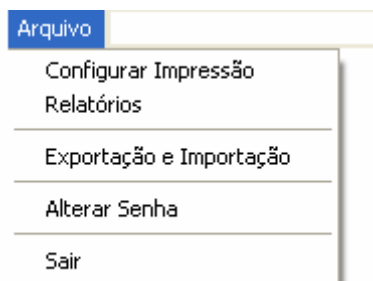 Arquivo
Configurar Impressão
Relatórios
Exportação e Importação
Alterar Senha
Sair